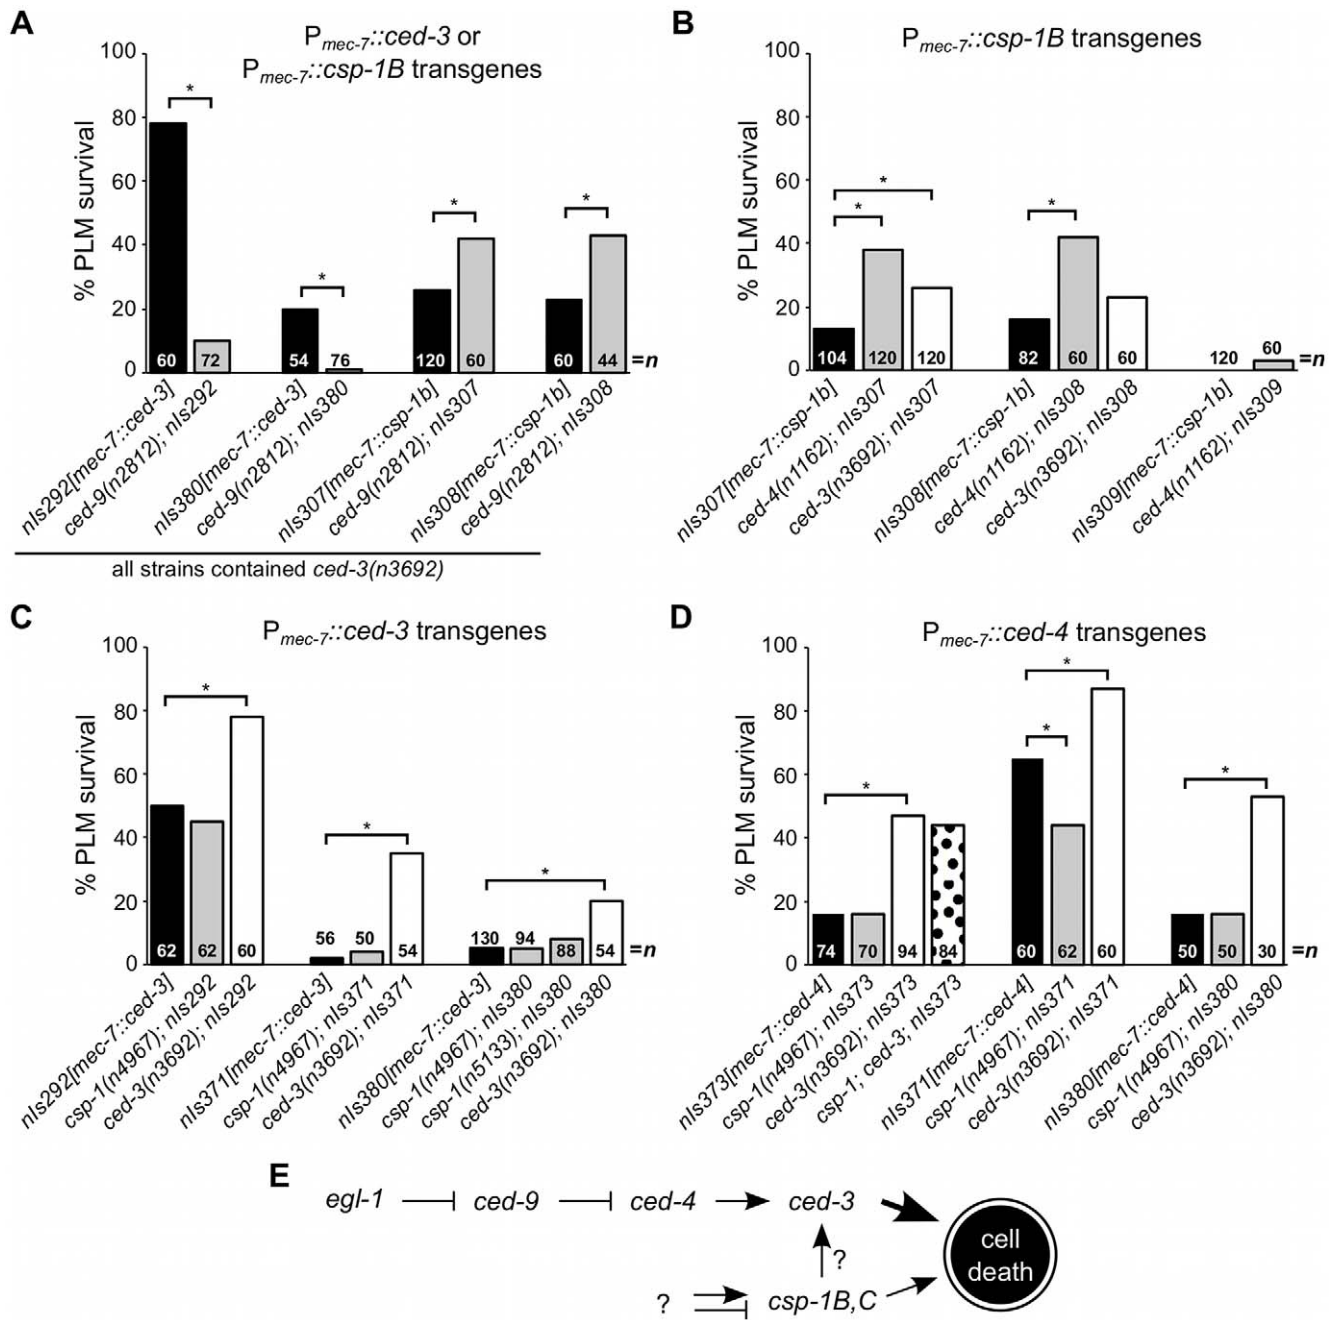 A
P mec-7::ced-3 or
P mec-7::csp-1B transgenes
% PLM survival
100
80
60
40
20
0
*
*
*
*
60
72
54
76
120
60
60
44
=n
nIs292[mec-7::ced-3]
ced-9(n2812); nIs292
nIs380[mec-7::ced-3]
ced-9(n2812); nIs380
nIs307[mec-7::csp-1b]
ced-9(n2812); nIs307
nIs308[mec-7::csp-1b]
ced-9(n2812); nIs308
all strains contained ced-3(n3692)
B
P mec-7::csp-1B transgenes
% PLM survival
100
80
60
40
20
0
*
*
*
104
120
120
82
60
60
120
60
=n
nIs307[mec-7::csp-1b]
ced-4(n1162); nIs307
ced-3(n3692); nIs307
nIs308[mec-7::csp-1b]
ced-4(n1162); nIs308
ced-3(n3692); nIs308
nIs309[mec-7::csp-1b]
ced-4(n1162); nIs309
C
P mec-7::ced-3 transgenes
% PLM survival
100
80
60
40
20
0
*
*
*
62
62
60
56
50
54
130
94
88
54
=n
nIs292[mec-7::ced-3]
csp-1(n4967); nIs292
ced-3(n3692); nIs292
nIs371[mec-7::ced-3]
csp-1(n4967); nIs371
ced-3(n3692); nIs371
nIs380[mec-7::ced-3]
csp-1(n4967); nIs380
csp-1(n5133); nIs380
ced-3(n3692); nIs380
D
P mec-7::ced-4 transgenes
% PLM survival
100
80
60
40
20
0
*
*
*
*
74
70
94
84
60
62
60
50
50
30
=n
nIs373[mec-7::ced-4]
csp-1(n4967); nIs373
ced-3(n3692); nIs373
csp-1; ced-3; nIs373
nIs371[mec-7::ced-4]
csp-1(n4967); nIs371
ced-3(n3692); nIs371
nIs380[mec-7::ced-4]
csp-1(n4967); nIs380
ced-3(n3692); nIs380
E
egl-1
ced-9
ced-4
ced-3
cell
death
?
?
csp-1B,C